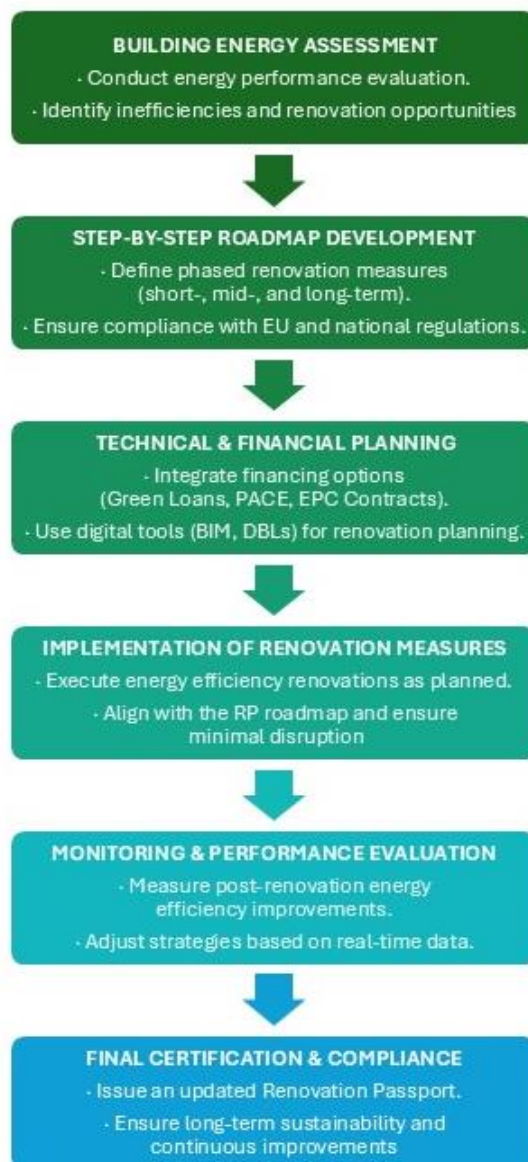 BUILDING ENERGY ASSESSMENT
· Conduct energy performance evaluation.
· Identify inefficiencies and renovation opportunities
STEP-BY-STEP ROADMAP DEVELOPMENT
· Define phased renovation measures
(short-, mid-, and long-term).
· Ensure compliance with EU and national regulations.
TECHNICAL & FINANCIAL PLANNING
· Integrate financing options
(Green Loans, PACE, EPC Contracts).
· Use digital tools (BIM, DBLs) for renovation planning.
IMPLEMENTATION OF RENOVATION MEASURES
· Execute energy efficiency renovations as planned.
· Align with the RP roadmap and ensure
minimal disruption
MONITORING & PERFORMANCE EVALUATION
· Measure post-renovation energy
efficiency improvements.
· Adjust strategies based on real-time data.
FINAL CERTIFICATION & COMPLIANCE
· Issue an updated Renovation Passport.
· Ensure long-term sustainability and
continuous improvements